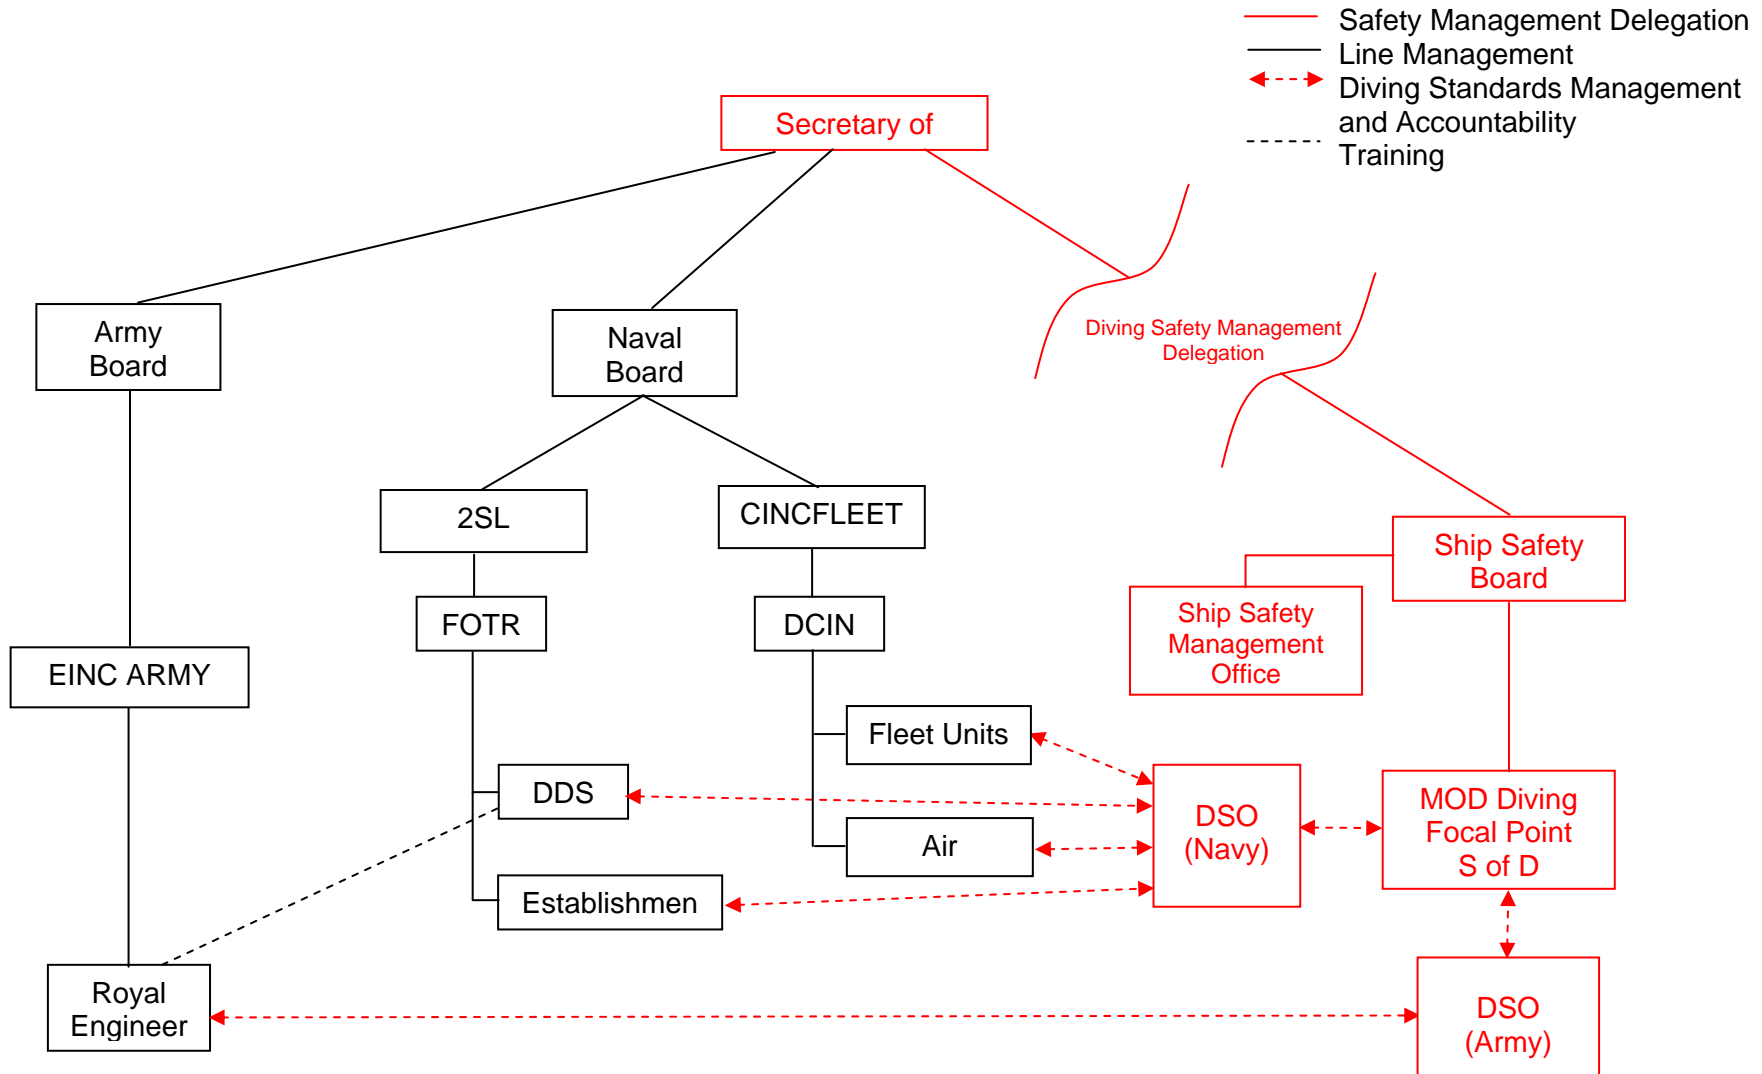 Safety Management Delegation
Line Management
Diving Standards Management
and Accountability
Training
Secretary of
Army
Board
Naval
Board
Diving Safety Management
Delegation
2SL
CINCFLEET
Ship Safety
Board
Ship Safety
Management
Office
FOTR
DCIN
EINC ARMY
Fleet Units
DDS
Air
Establishmen
DSO
(Navy)
MOD Diving
Focal Point
S of D
Royal
Engineer
DSO
(Army)